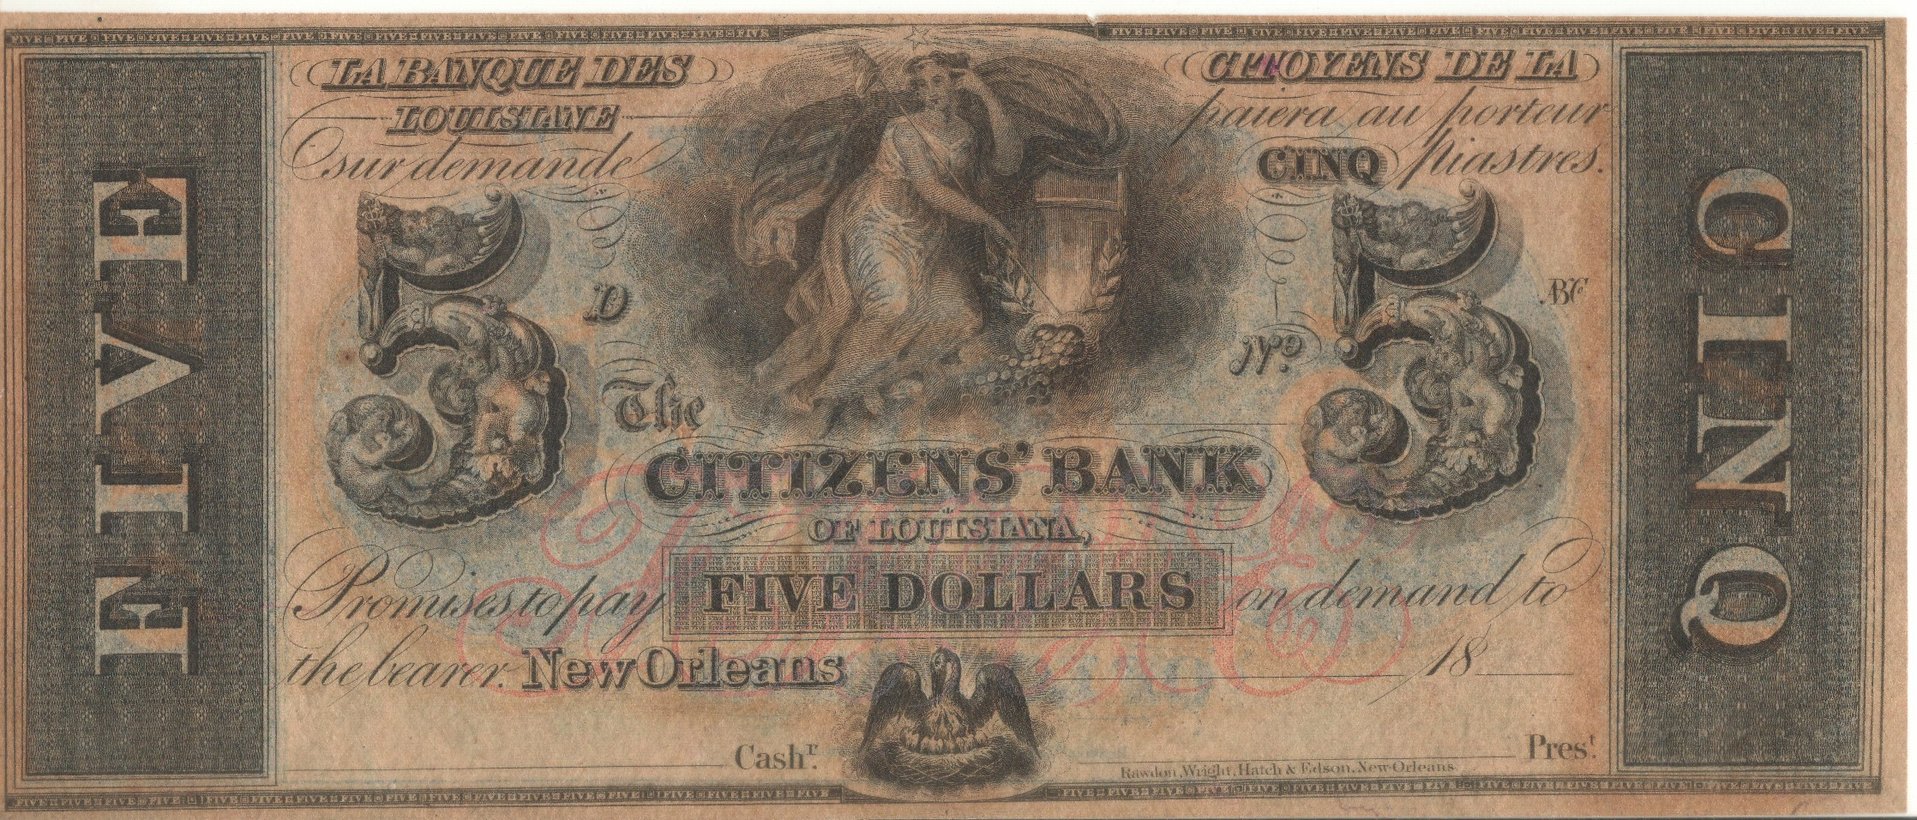 LA BANQUE DES CITOYENS DE LA
LOUISIANE paiera au porteur
Sur demande CINQ piastres.
FIVE
CINQ
5
5
D
Nº
The
CITIZENS' BANK
OF LOUISIANA,
Promises to pay FIVE DOLLARS on demand to
the bearer. New Orleans 18
Cashr.
Prest.
Rawdon, Wright, Hatch & Edson, New-Orleans.